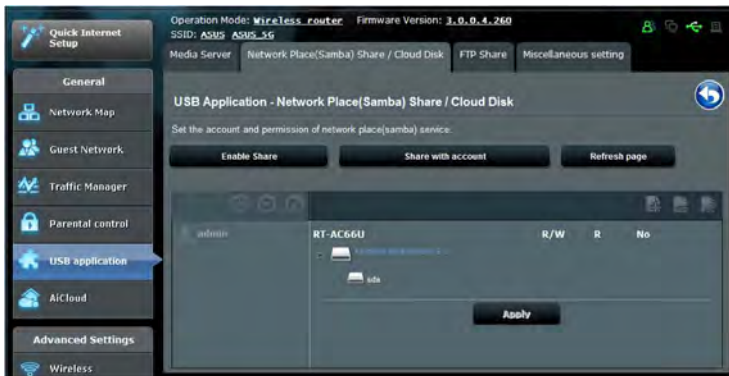 Quick Internet
Setup
Operation Mode: Wireless router Firmware Version: 3.0.0.4.260
SSID: ASUS ASUS_5G
Media Server Network Place(Samba) Share / Cloud Disk FTP Share Miscellaneous setting
General
Network Map
Guest Network
Traffic Manager
Parental control
USB application
AiCloud
Advanced Settings
Wireless
USB Application - Network Place(Samba) Share / Cloud Disk
Set the account and permission of network place(samba) service:
Enable Share Share with account Refresh page
admin
RT-AC66U R/W R No
sda
Apply